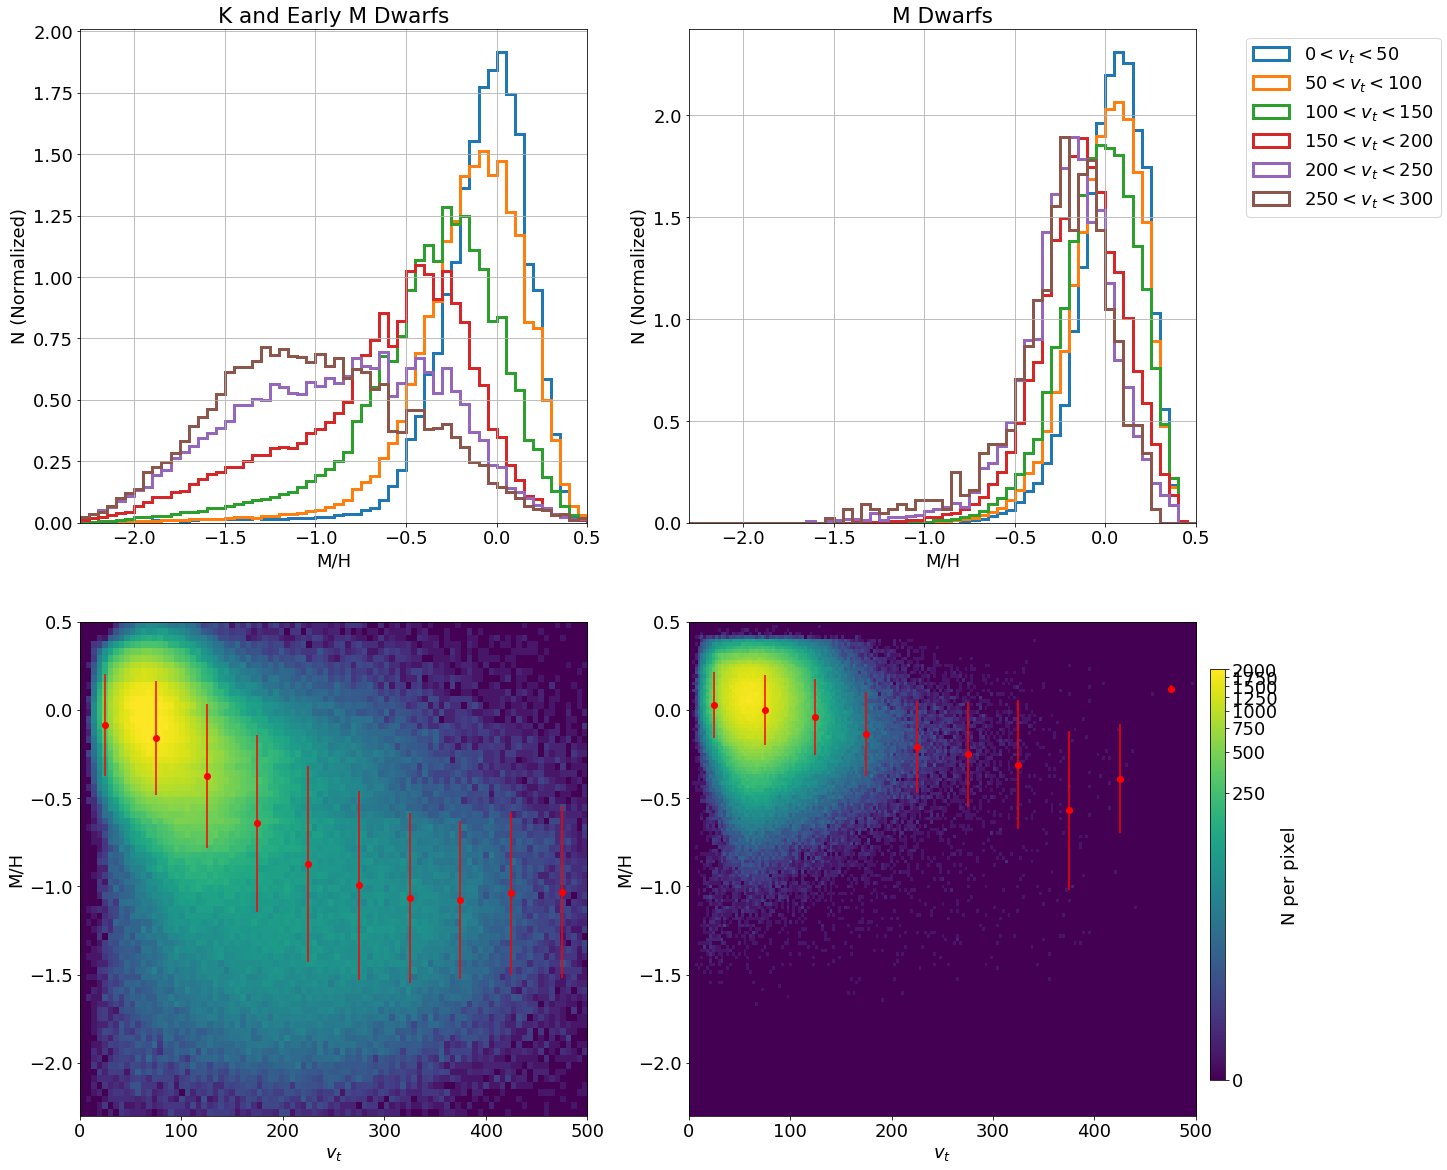 K and Early M Dwarfs
N (Normalized)
2.00
1.75
1.50
1.25
1.00
0.75
0.50
0.25
0.00
−2.0 −1.5 −1.0 −0.5 0.0 0.5
M/H
M Dwarfs
N (Normalized)
2.0
1.5
1.0
0.5
0.0
−2.0 −1.5 −1.0 −0.5 0.0 0.5
M/H
0 < v_t < 50
50 < v_t < 100
100 < v_t < 150
150 < v_t < 200
200 < v_t < 250
250 < v_t < 300
M/H
0.5
0.0
−0.5
−1.0
−1.5
−2.0
0 100 200 300 400 500
v_t
M/H
0.5
0.0
−0.5
−1.0
−1.5
−2.0
0 100 200 300 400 500
v_t
2000
1750
1500
1250
1000
750
500
250
0
N per pixel